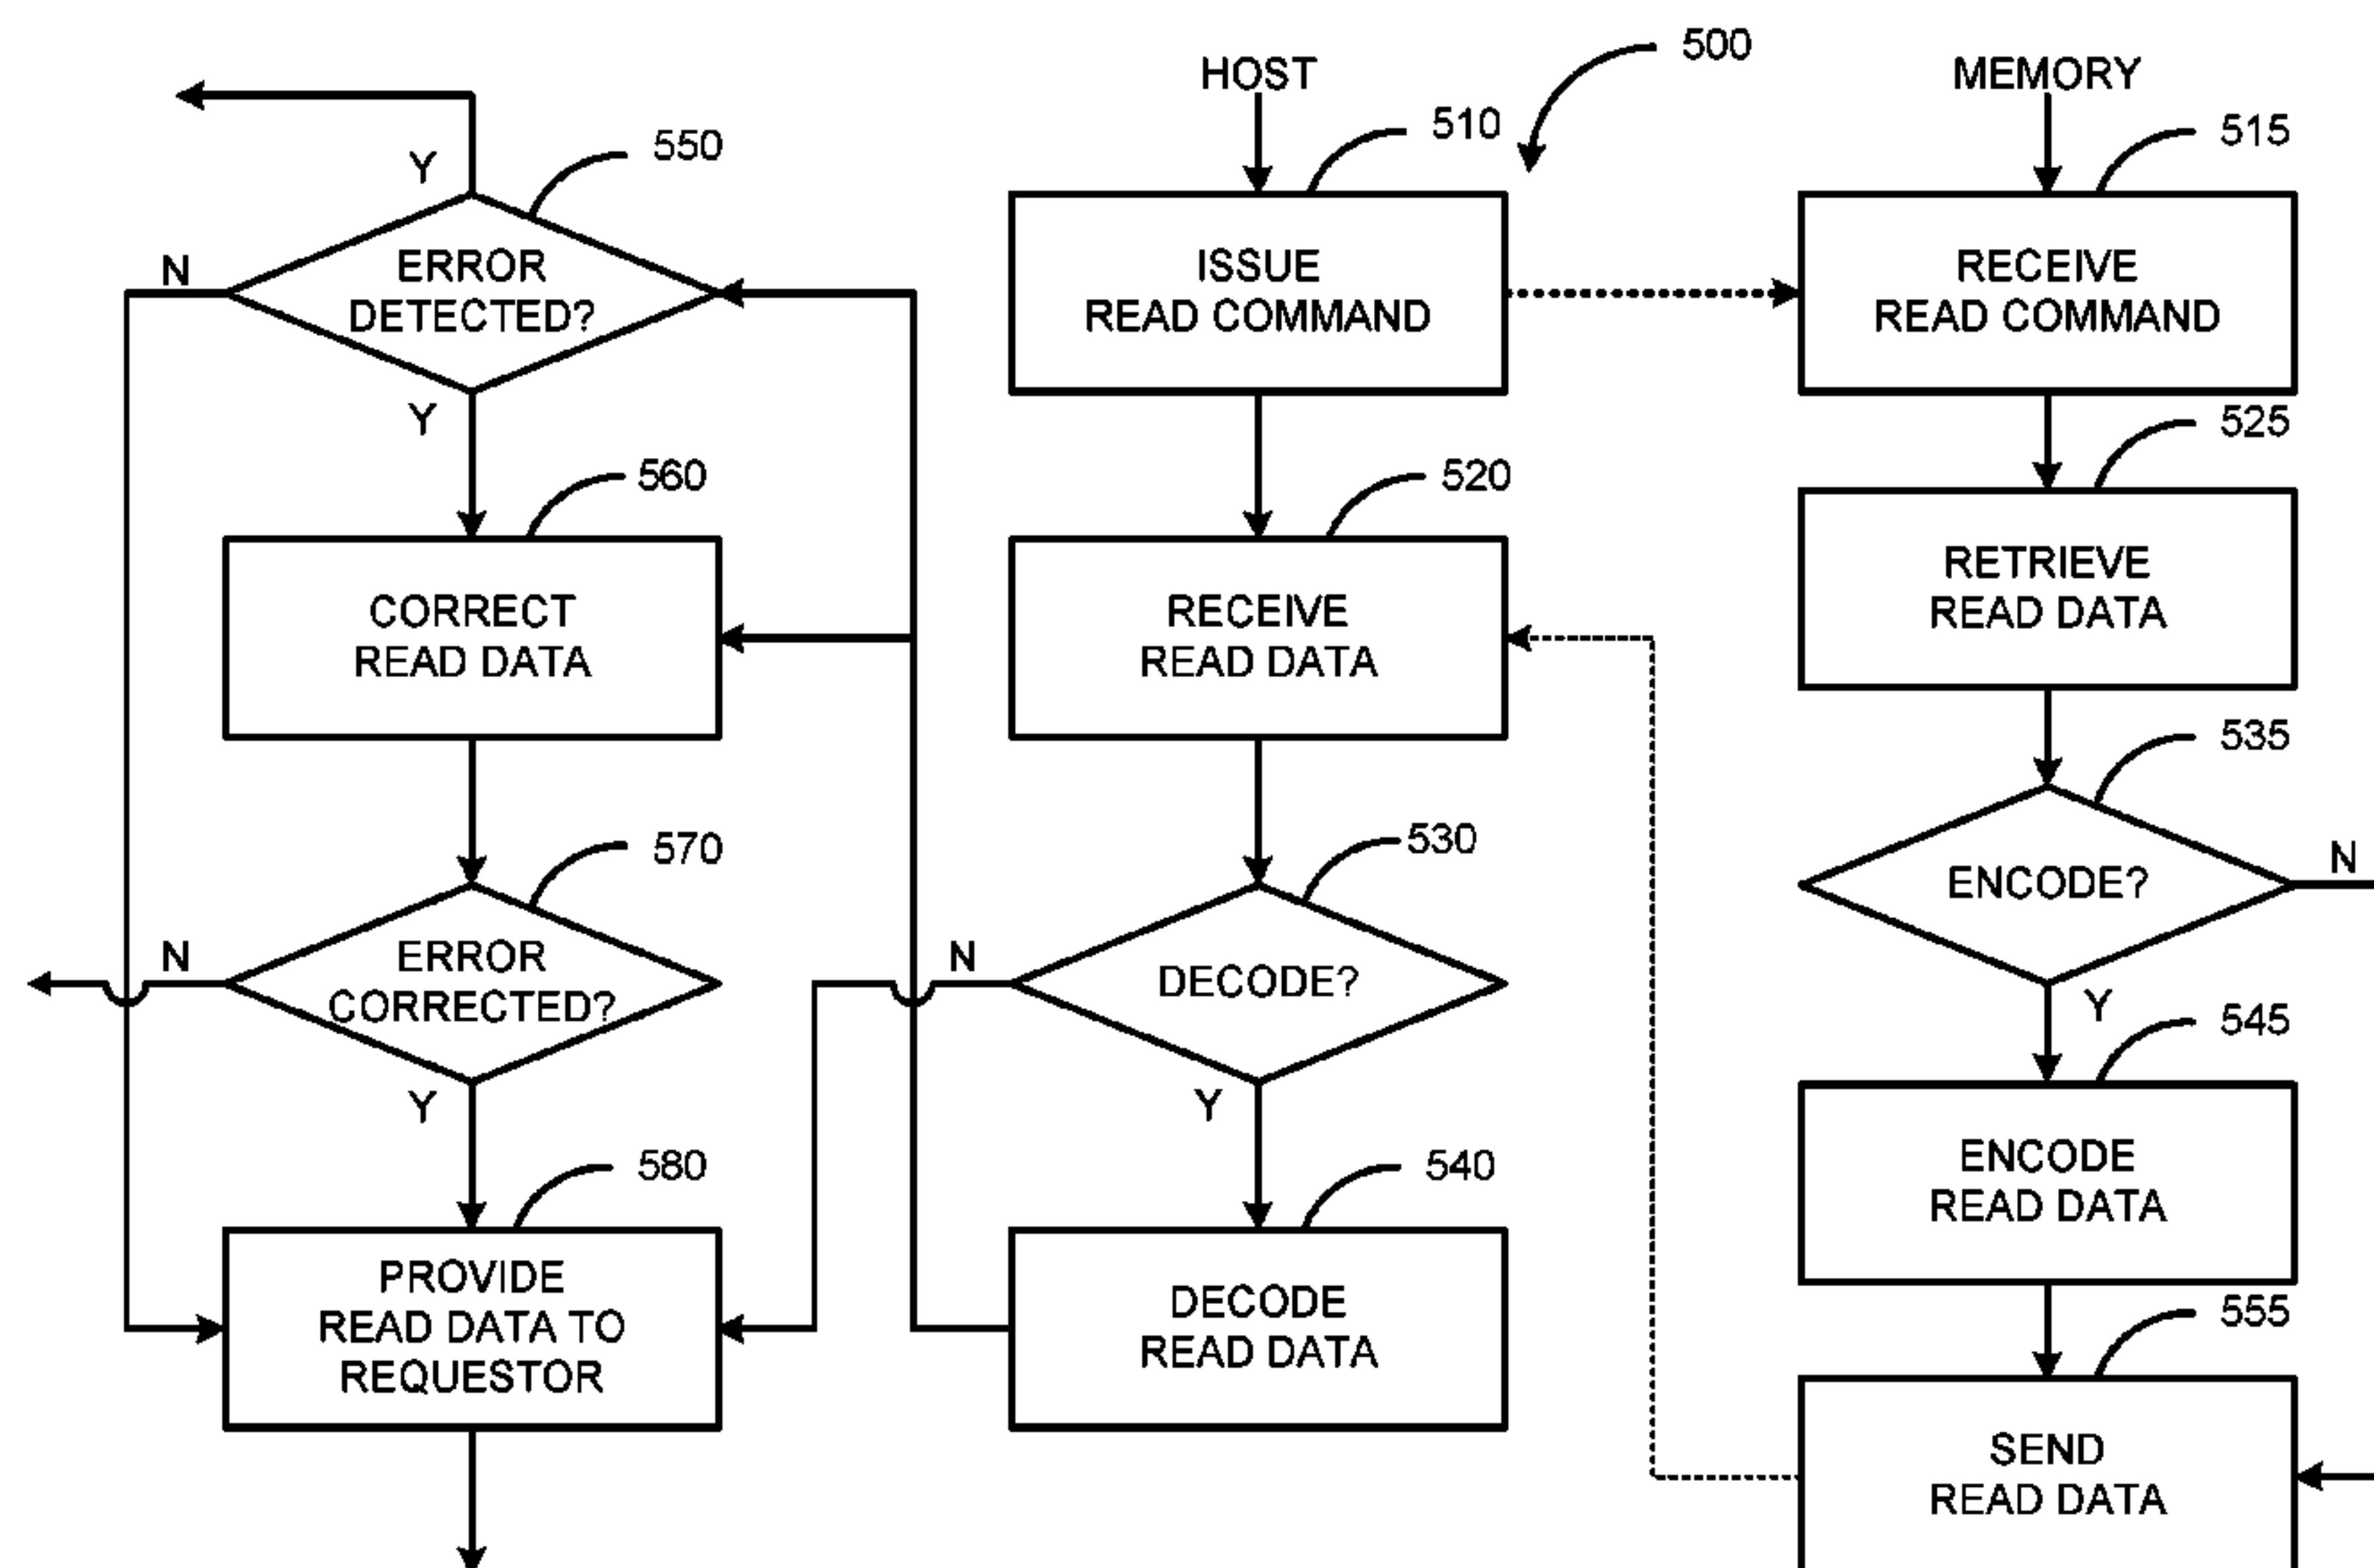 HOST
500
MEMORY
510
515
550
Y
N
ERROR
DETECTED?
ISSUE
READ COMMAND
RECEIVE
READ COMMAND
Y
525
560
520
CORRECT
READ DATA
RECEIVE
READ DATA
RETRIEVE
READ DATA
535
570
530
N
ENCODE?
N
ERROR
CORRECTED?
N
DECODE?
Y
545
Y
Y
580
540
ENCODE
READ DATA
PROVIDE
READ DATA TO
REQUESTOR
DECODE
READ DATA
555
SEND
READ DATA